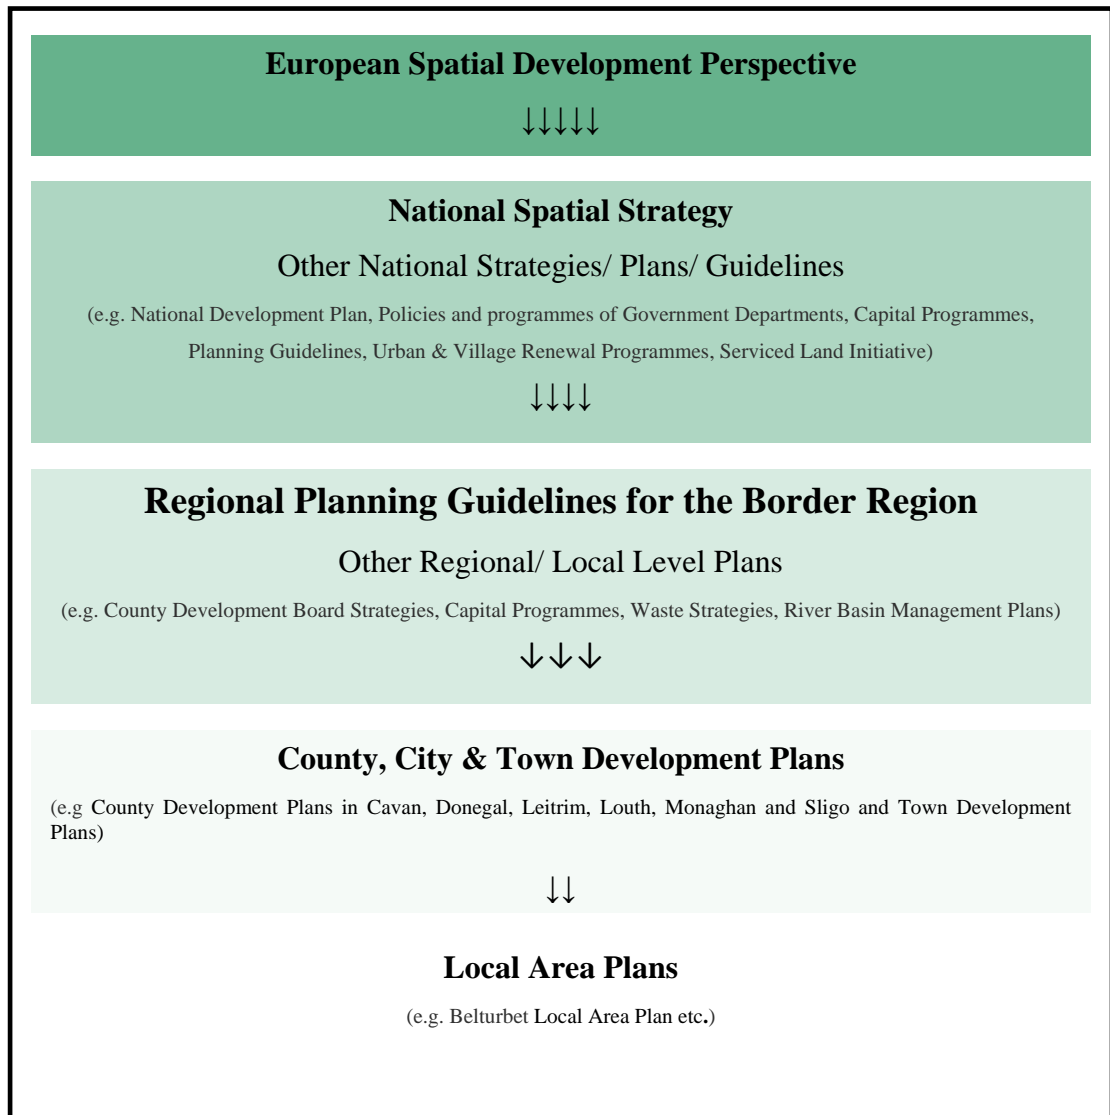 European Spatial Development Perspective
↓↓↓↓↓
National Spatial Strategy
Other National Strategies/ Plans/ Guidelines
(e.g. National Development Plan, Policies and programmes of Government Departments, Capital Programmes,
Planning Guidelines, Urban & Village Renewal Programmes, Serviced Land Initiative)
↓↓↓↓
Regional Planning Guidelines for the Border Region
Other Regional/ Local Level Plans
(e.g. County Development Board Strategies, Capital Programmes, Waste Strategies, River Basin Management Plans)
↓↓↓
County, City & Town Development Plans
(e.g County Development Plans in Cavan, Donegal, Leitrim, Louth, Monaghan and Sligo and Town Development
Plans)
↓↓
Local Area Plans
(e.g. Belturbet Local Area Plan etc.)